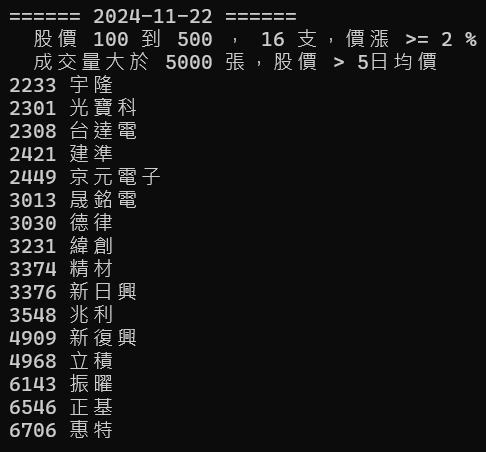 ====== 2024-11-22 ======
股價 100 到 500 , 16 支,價漲 >= 2 %
成交量大於 5000 張,股價 > 5日均價
2233 宇隆
2301 光寶科
2308 台達電
2421 建準
2449 京元電子
3013 晟銘電
3030 德律
3231 緯創
3374 精材
3376 新日興
3548 兆利
4909 新復興
4968 立積
6143 振曜
6546 正基
6706 惠特